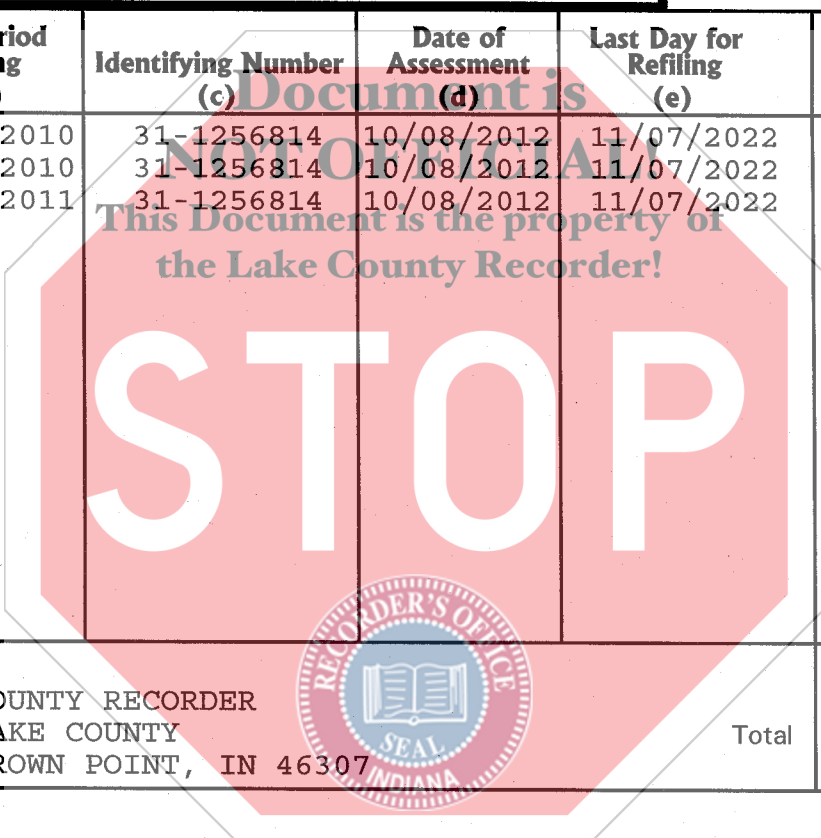 riod Date of Last Day for
ng Identifying Number Assessment Refiling
) (c) (d) (e)
Document is
2010 31-1256814 10/08/2012 11/07/2022
NOT OFFICIAL!
2010 31-1256814 10/08/2012 11/07/2022
2011 31-1256814 10/08/2012 11/07/2022
This Document is the property of
the Lake County Recorder!
STOP
RECORDER'S OFFICE
SEAL
INDIANA
OUNTY RECORDER
AKE COUNTY Total
ROWN POINT, IN 46307